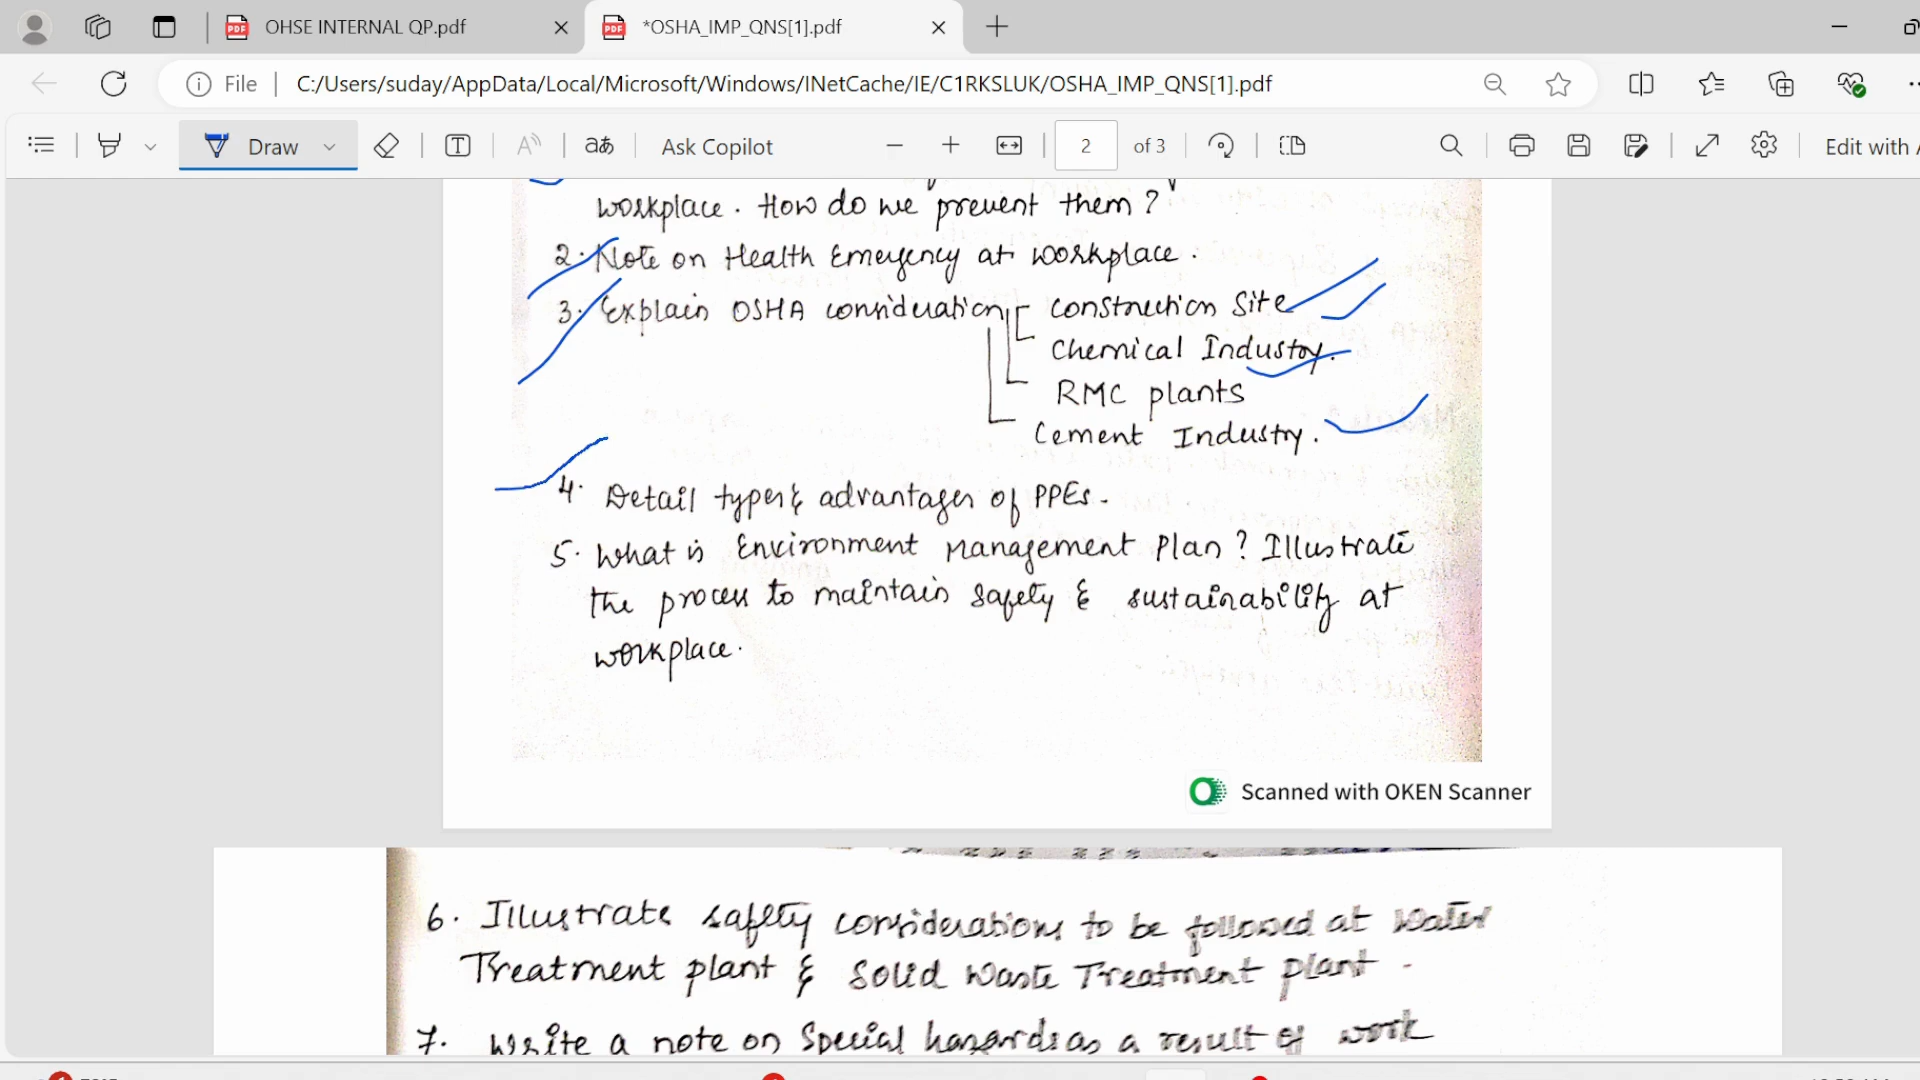 OHSE INTERNAL QP.pdf
*OSHA_IMP_QNS[1].pdf
File C:/Users/suday/AppData/Local/Microsoft/Windows/INetCache/IE/C1RKSLUK/OSHA_IMP_QNS[1].pdf
Draw Ask Copilot 2 of 3 Edit with A
workplace. How do we prevent them?
2. Note on Health Emergency at workplace.
3. Explain OSHA consideration Construction Site
Chemical Industry.
RMC plants
Cement Industry.
4. Detail types & advantages of PPEs.
5. What is Environment Management Plan? Illustrate
the process to maintain safety & sustainability at
workplace.
Scanned with OKEN Scanner
6. Illustrate safety considerations to be followed at Water
Treatment plant & Solid Waste Treatment plant.
7. Write a note on Special hazards as a result of work